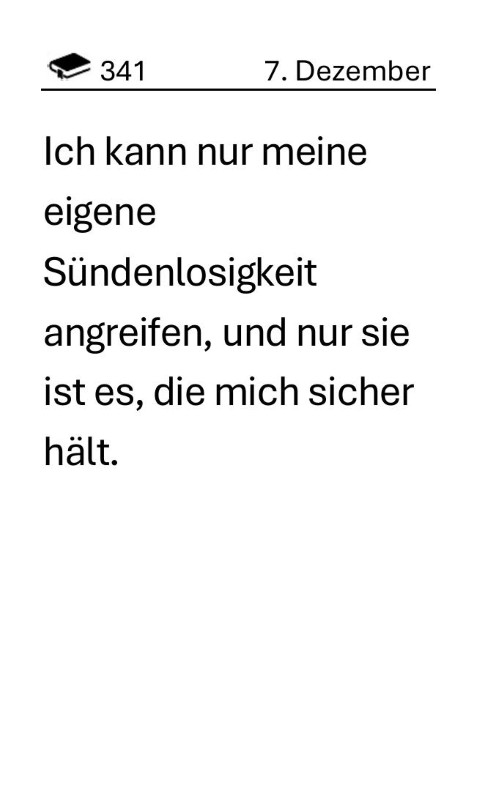 341 7. Dezember
Ich kann nur meine
eigene
Sündenlosigkeit
angreifen, und nur sie
ist es, die mich sicher
hält.